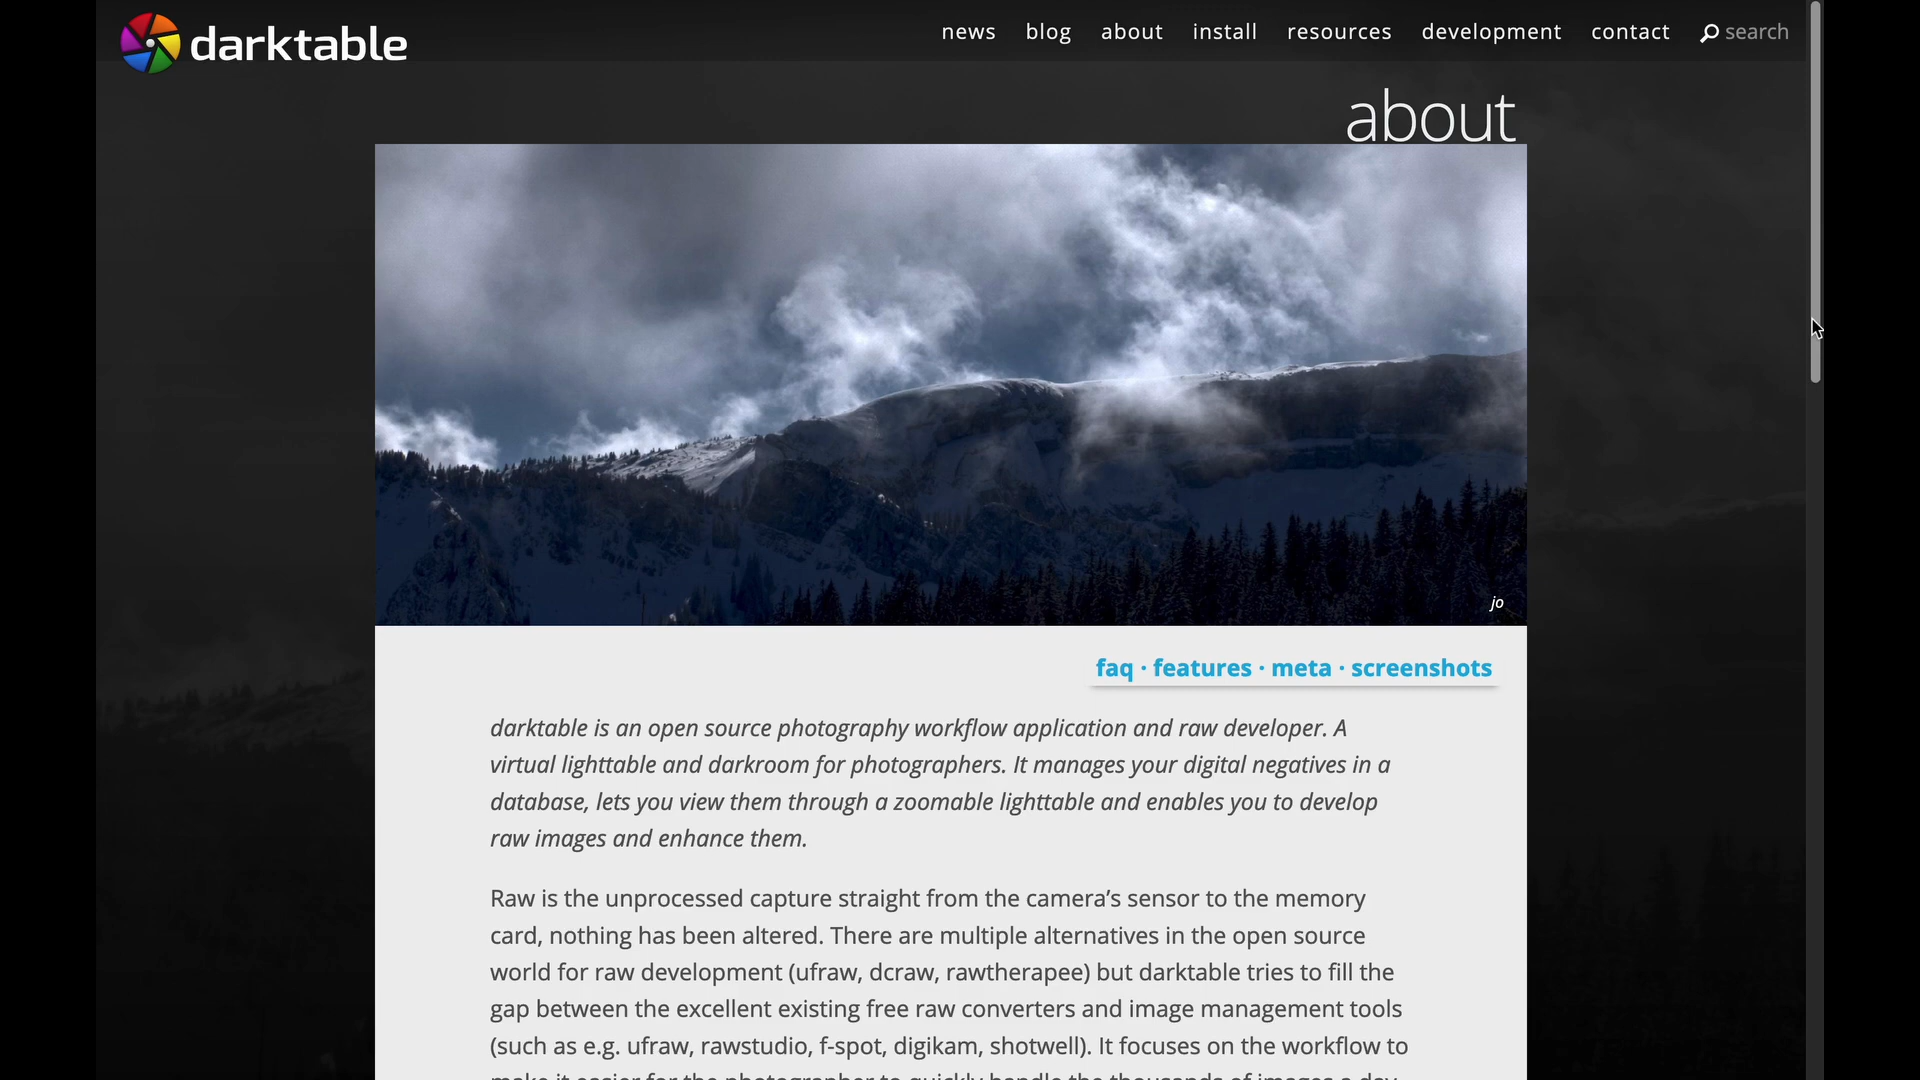 darktable
news blog about install resources development contact search
about
jo
faq · features · meta · screenshots
darktable is an open source photography workflow application and raw developer. A
virtual lighttable and darkroom for photographers. It manages your digital negatives in a
database, lets you view them through a zoomable lighttable and enables you to develop
raw images and enhance them.
Raw is the unprocessed capture straight from the camera’s sensor to the memory
card, nothing has been altered. There are multiple alternatives in the open source
world for raw development (ufraw, dcraw, rawtherapee) but darktable tries to fill the
gap between the excellent existing free raw converters and image management tools
(such as e.g. ufraw, rawstudio, f-spot, digikam, shotwell). It focuses on the workflow to
make it easier for the photographer to quickly handle the thousands of images a day